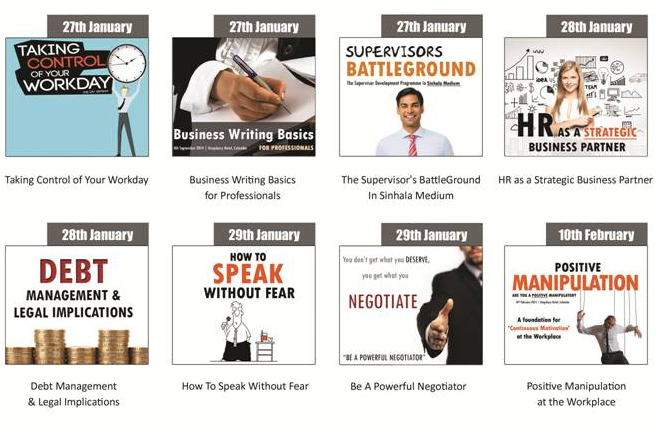 27th January
27th January
27th January
28th January
TAKING
CONTROL
OF YOUR
WORKDAY
Business Writing Basics
FOR PROFESSIONALS
SUPERVISORS
BATTLEGROUND
The Supervisor Development Programme In Sinhala Medium
IDEA
TEAM
HR AS A STRATEGIC
BUSINESS PARTNER
Taking Control of Your Workday
Business Writing Basics
for Professionals
The Supervisor's BattleGround
In Sinhala Medium
HR as a Strategic Business Partner
28th January
29th January
29th January
10th February
DEBT
MANAGEMENT &
LEGAL IMPLICATIONS
HOW TO
SPEAK
WITHOUT FEAR
You don't get what you DESERVE,
you get what you
NEGOTIATE
"BE A POWERFUL NEGOTIATOR"
POSITIVE
MANIPULATION
ARE YOU A POSITIVE MANIPULATOR?
A foundation for
"Continuous Motivation"
at the Workplace
Debt Management
& Legal Implications
How To Speak Without Fear
Be A Powerful Negotiator
Positive Manipulation
at the Workplace